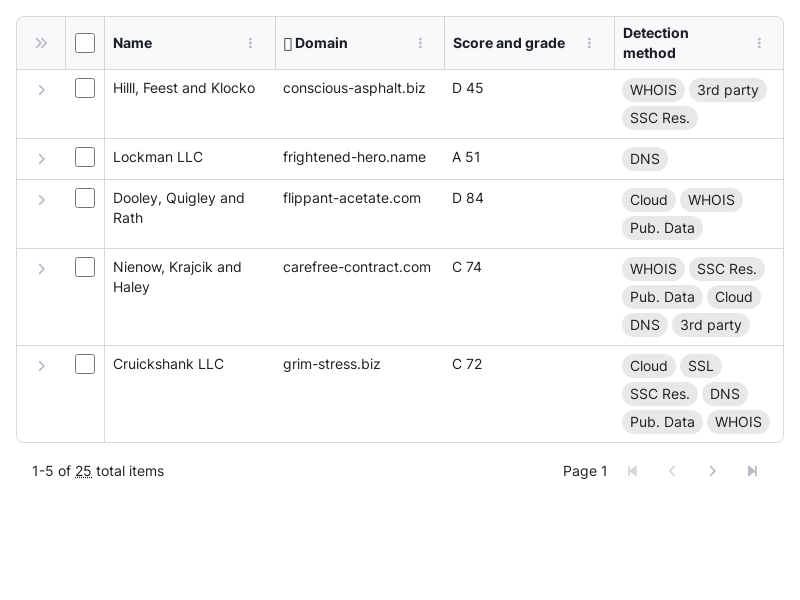 Name Domain Score and grade Detection method
Hilll, Feest and Klocko conscious-asphalt.biz D 45 WHOIS 3rd party
SSC Res.
Lockman LLC frightened-hero.name A 51 DNS
Dooley, Quigley and flippant-acetate.com D 84 Cloud WHOIS
Rath Pub. Data
Nienow, Krajcik and carefree-contract.com C 74 WHOIS SSC Res.
Haley Pub. Data Cloud
DNS 3rd party
Cruickshank LLC grim-stress.biz C 72 Cloud SSL
SSC Res. DNS
Pub. Data WHOIS
1-5 of 25 total items Page 1